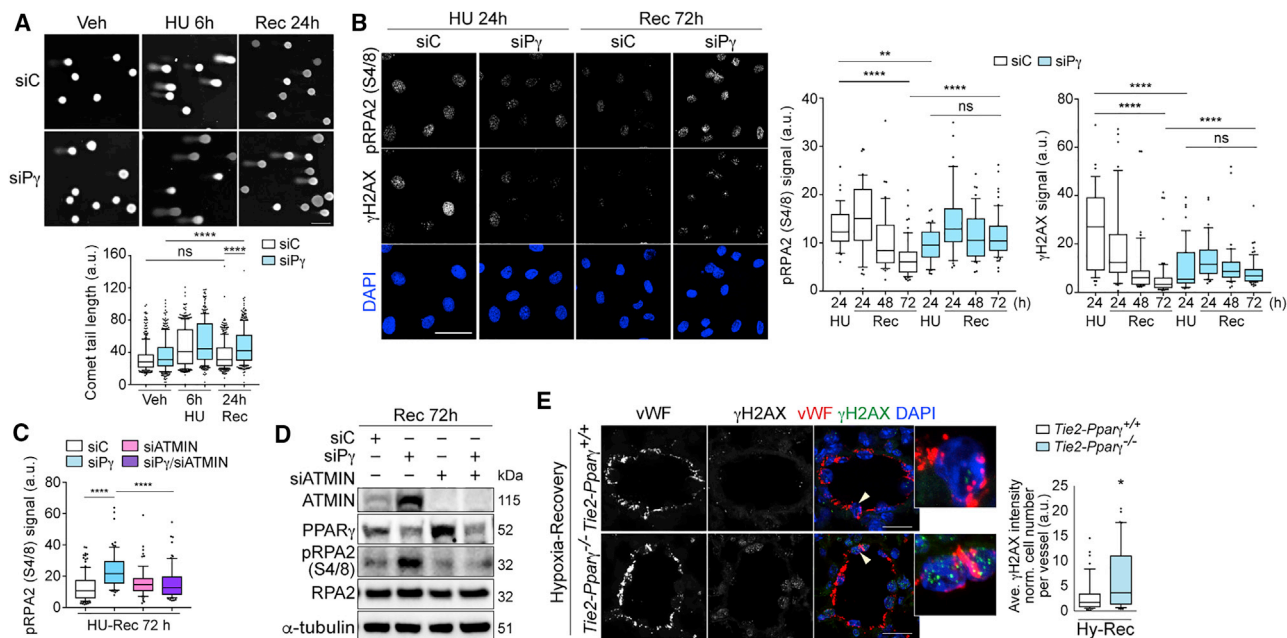 A
Veh HU 6h Rec 24h
siC
siPγ
**** 
ns ****
siC
siPγ
Comet tail length (a.u.)
160
120
80
40
0
Veh 6h 24h
HU Rec
B
HU 24h Rec 72h
siC siPγ siC siPγ
pRPA2 (S4/8)
γH2AX
DAPI
siC siPγ
**
****
****
ns
pRPA2 (S4/8) signal (a.u.)
40
30
20
10
0
24 24 48 72 24 24 48 72 (h)
HU Rec HU Rec
****
****
****
ns
γH2AX signal (a.u.)
80
60
40
20
0
24 24 48 72 24 24 48 72 (h)
HU Rec HU Rec
C
siC siATMIN
siPγ siPγ/siATMIN
**** ****
pRPA2 (S4/8) signal (a.u.)
80
60
40
20
0
HU-Rec 72 h
D
Rec 72h
siC + − − −
siPγ − + − +
siATMIN − − + + kDa
ATMIN 115
PPARγ 52
pRPA2 32
(S4/8)
RPA2 32
α-tubulin 51
E
vWF γH2AX vWF γH2AX DAPI
Hypoxia-Recovery
Tie2-Pparγ+/+
Tie2-Pparγ-/-
Tie2-Pparγ+/+
Tie2-Pparγ-/-
*
Ave. γH2AX intensity
norm. cell number
per vessel (a.u.)
25
20
15
10
5
0
Hy-Rec